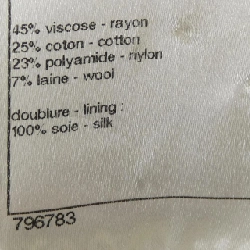 45% viscose - rayon
25% coton - cotton
23% polyamide - nylon
7% laine - wool
doublure - lining :
100% soie - silk
796783